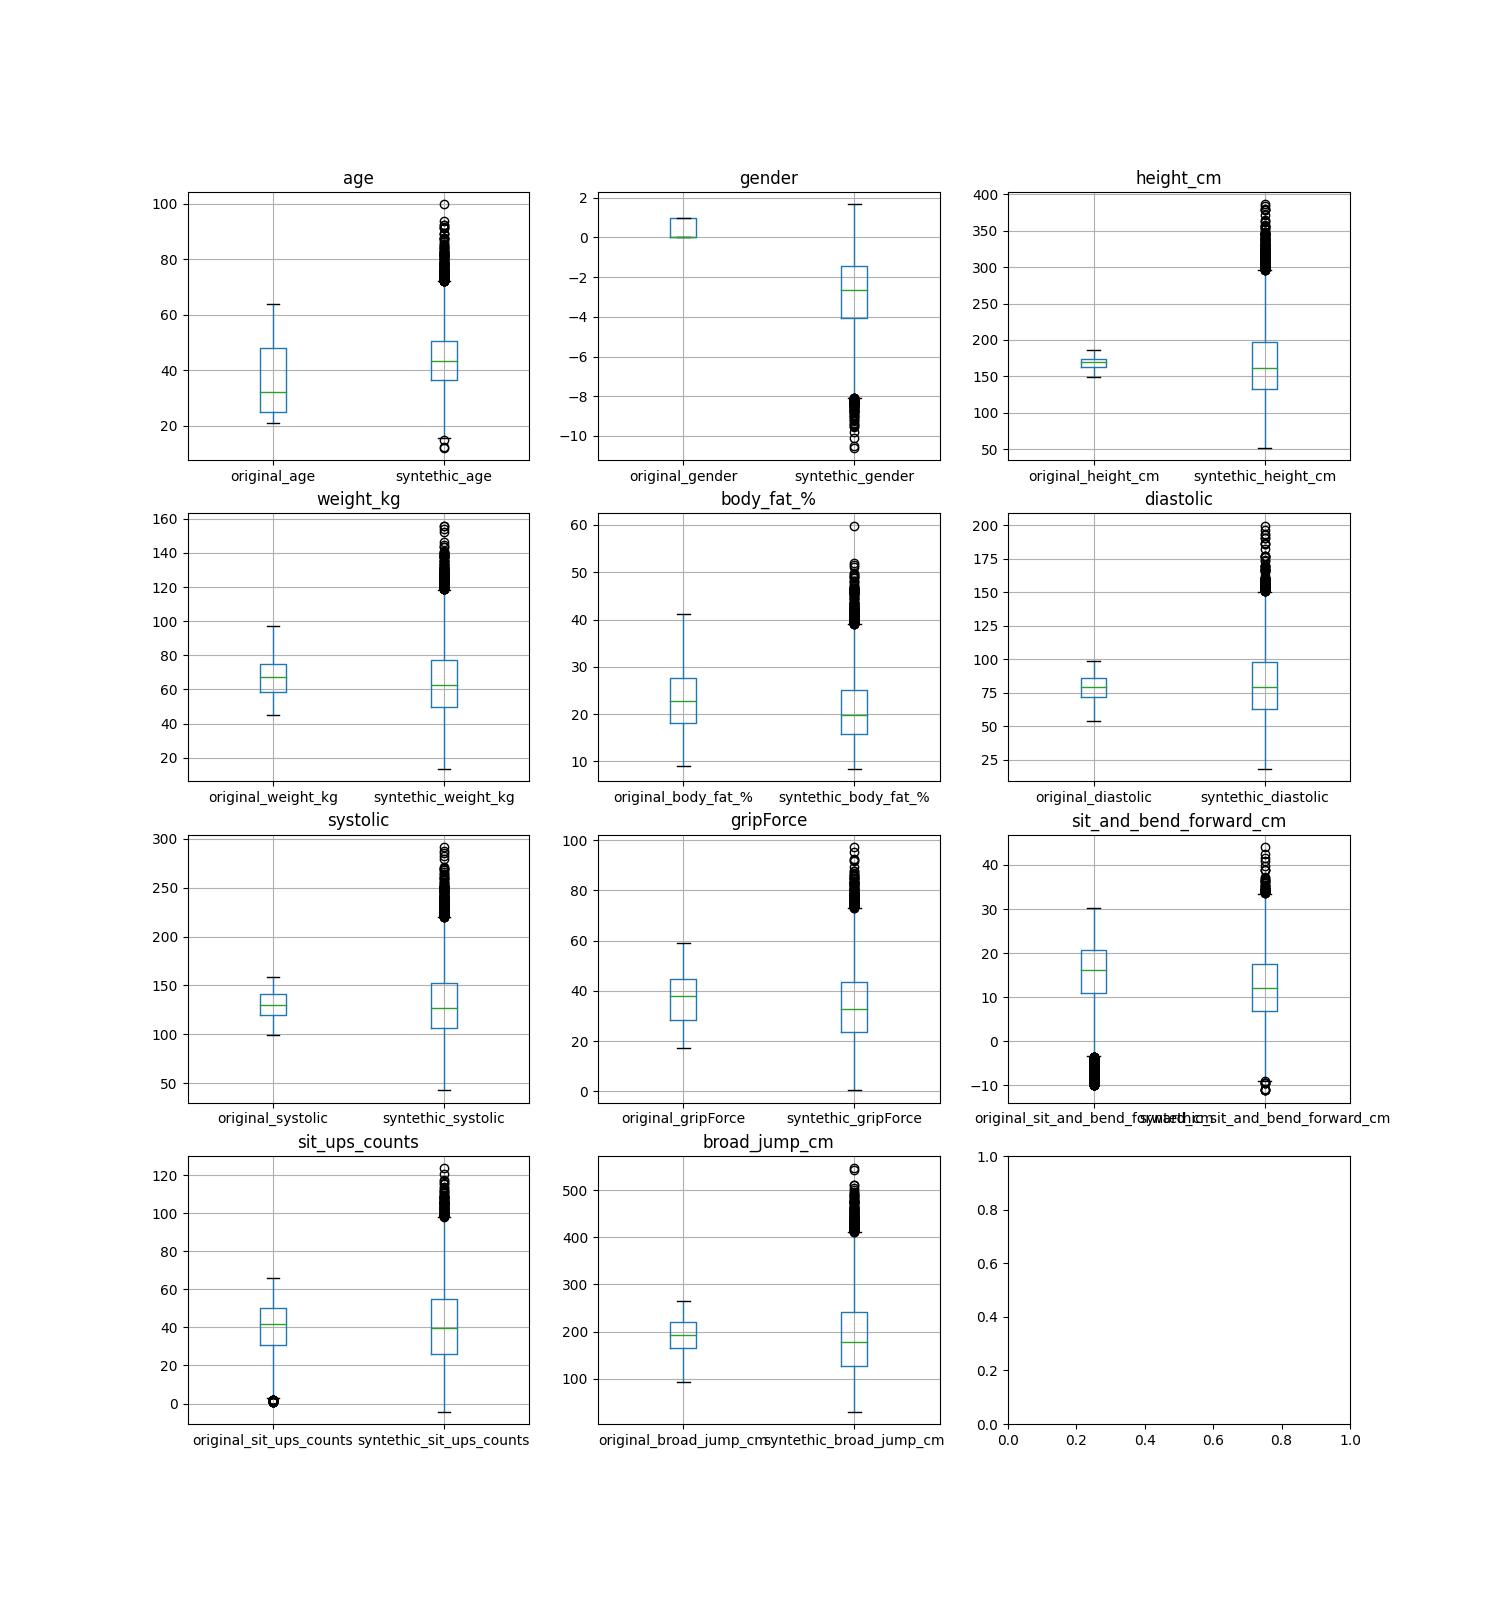 age
gender
height_cm
100
80
60
40
20
2
0
−2
−4
−6
−8
−10
400
350
300
250
200
150
100
50
original_age
syntethic_age
original_gender
syntethic_gender
original_height_cm
syntethic_height_cm
weight_kg
body_fat_%
diastolic
160
140
120
100
80
60
40
20
60
50
40
30
20
10
200
175
150
125
100
75
50
25
original_weight_kg
syntethic_weight_kg
original_body_fat_%
syntethic_body_fat_%
original_diastolic
syntethic_diastolic
systolic
gripForce
sit_and_bend_forward_cm
300
250
200
150
100
50
100
80
60
40
20
0
40
30
20
10
0
−10
original_systolic
syntethic_systolic
original_gripForce
syntethic_gripForce
original_sit_and_bend_forward_cm
syntethic_sit_and_bend_forward_cm
sit_ups_counts
broad_jump_cm
120
100
80
60
40
20
0
500
400
300
200
100
1.0
0.8
0.6
0.4
0.2
0.0
original_sit_ups_counts
syntethic_sit_ups_counts
original_broad_jump_cm
syntethic_broad_jump_cm
0.0
0.2
0.4
0.6
0.8
1.0